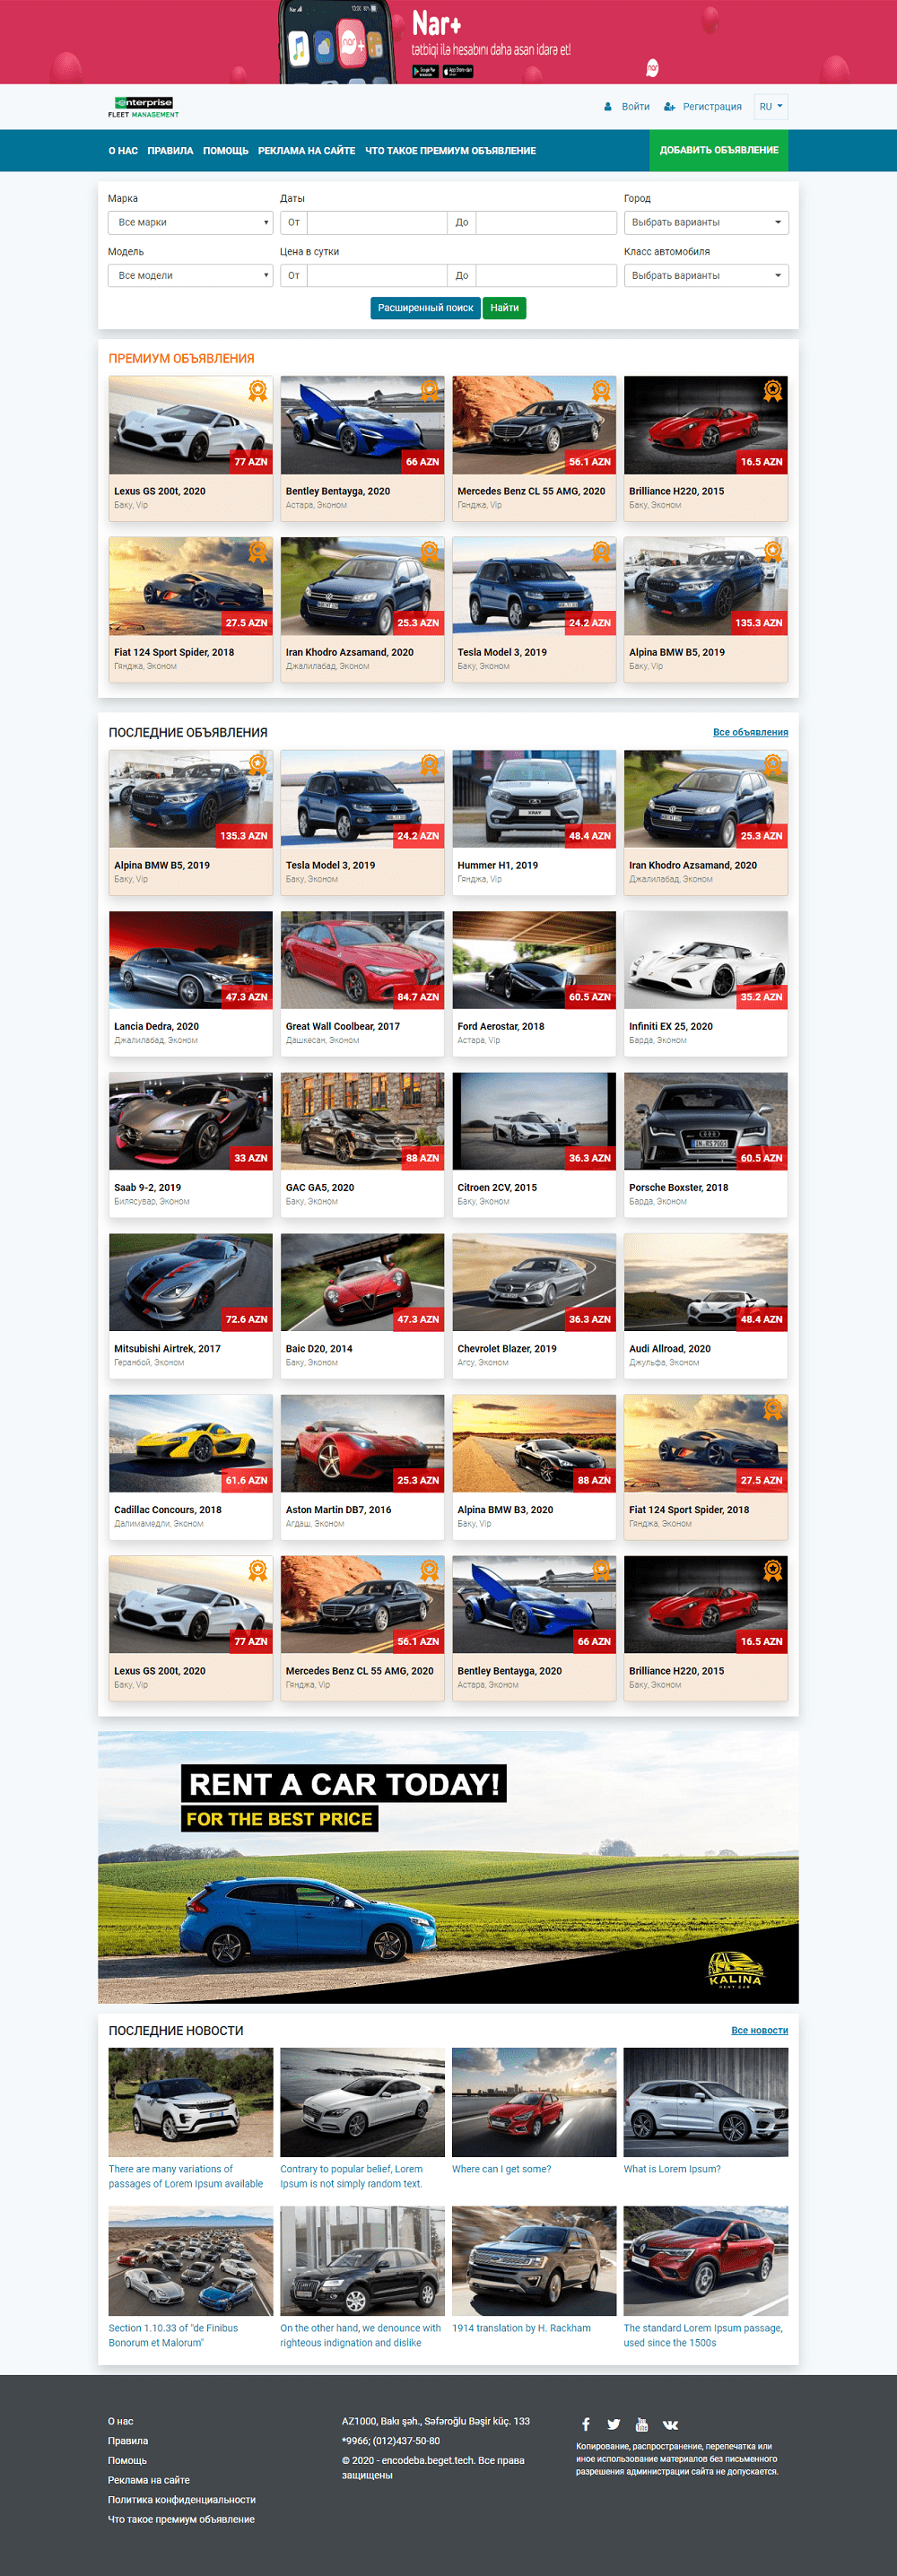 Nar+
tətbiqi ilə hesabını daha asan idarə et!
nar
Google Play
App Store-dan
nar
enterprise
FLEET MANAGEMENT
Войти
Регистрация
RU
О НАС
ПРАВИЛА
ПОМОЩЬ
РЕКЛАМА НА САЙТЕ
ЧТО ТАКОЕ ПРЕМИУМ ОБЪЯВЛЕНИЕ
ДОБАВИТЬ ОБЪЯВЛЕНИЕ
Марка
Даты
Город
Все марки
От
До
Выбрать варианты
Модель
Цена в сутки
Класс автомобиля
Все модели
От
До
Выбрать варианты
Расширенный поиск
Найти
ПРЕМИУМ ОБЪЯВЛЕНИЯ
77 AZN
Lexus GS 200t, 2020
Баку, Vip
66 AZN
Bentley Bentayga, 2020
Астара, Эконом
56.1 AZN
Mercedes Benz CL 55 AMG, 2020
Гянджа, Vip
16.5 AZN
Brilliance H220, 2015
Баку, Эконом
27.5 AZN
Fiat 124 Sport Spider, 2018
Гянджа, Эконом
25.3 AZN
Iran Khodro Azsamand, 2020
Джалилабад, Эконом
24.2 AZN
Tesla Model 3, 2019
Баку, Эконом
135.3 AZN
Alpina BMW B5, 2019
Баку, Vip
ПОСЛЕДНИЕ ОБЪЯВЛЕНИЯ
Все объявления
135.3 AZN
Alpina BMW B5, 2019
Баку, Vip
24.2 AZN
Tesla Model 3, 2019
Баку, Эконом
XRAY
48.4 AZN
Hummer H1, 2019
Гянджа, Vip
25.3 AZN
Iran Khodro Azsamand, 2020
Джалилабад, Эконом
47.3 AZN
Lancia Dedra, 2020
Джалилабад, Эконом
84.7 AZN
Great Wall Coolbear, 2017
Дашкесан, Эконом
60.5 AZN
Ford Aerostar, 2018
Астара, Vip
35.2 AZN
Infiniti EX 25, 2020
Барда, Эконом
33 AZN
Saab 9-2, 2019
Билясувар, Эконом
88 AZN
GAC GA5, 2020
Баку, Эконом
36.3 AZN
Citroen 2CV, 2015
Баку, Эконом
60.5 AZN
Porsche Boxster, 2018
Барда, Эконом
72.6 AZN
Mitsubishi Airtrek, 2017
Геранбой, Эконом
47.3 AZN
Baic D20, 2014
Баку, Эконом
36.3 AZN
Chevrolet Blazer, 2019
Агсу, Эконом
48.4 AZN
Audi Allroad, 2020
Джульфа, Эконом
61.6 AZN
Cadillac Concours, 2018
Далимамедли, Эконом
25.3 AZN
Aston Martin DB7, 2016
Агдаш, Эконом
88 AZN
Alpina BMW B3, 2020
Баку, Vip
27.5 AZN
Fiat 124 Sport Spider, 2018
Гянджа, Эконом
77 AZN
Lexus GS 200t, 2020
Баку, Vip
56.1 AZN
Mercedes Benz CL 55 AMG, 2020
Гянджа, Vip
66 AZN
Bentley Bentayga, 2020
Астара, Эконом
16.5 AZN
Brilliance H220, 2015
Баку, Эконом
RENT A CAR TODAY!
FOR THE BEST PRICE
KALINA
RENT CAR
ПОСЛЕДНИЕ НОВОСТИ
Все новости
There are many variations of
passages of Lorem Ipsum available
Contrary to popular belief, Lorem
Ipsum is not simply random text.
Where can I get some?
What is Lorem Ipsum?
Section 1.10.33 of "de Finibus
Bonorum et Malorum"
On the other hand, we denounce with
righteous indignation and dislike
1914 translation by H. Rackham
The standard Lorem Ipsum passage,
used since the 1500s
О нас
Правила
Помощь
Реклама на сайте
Политика конфиденциальности
Что такое премиум объявление
AZ1000, Bakı şəh., Səfəroğlu Bəşir küç. 133
*9966; (012)437-50-80
© 2020 - encodeba.beget.tech. Все права
защищены
Копирование, распространение, перепечатка или
иное использование материалов без письменного
разрешения администрации сайта не допускается.